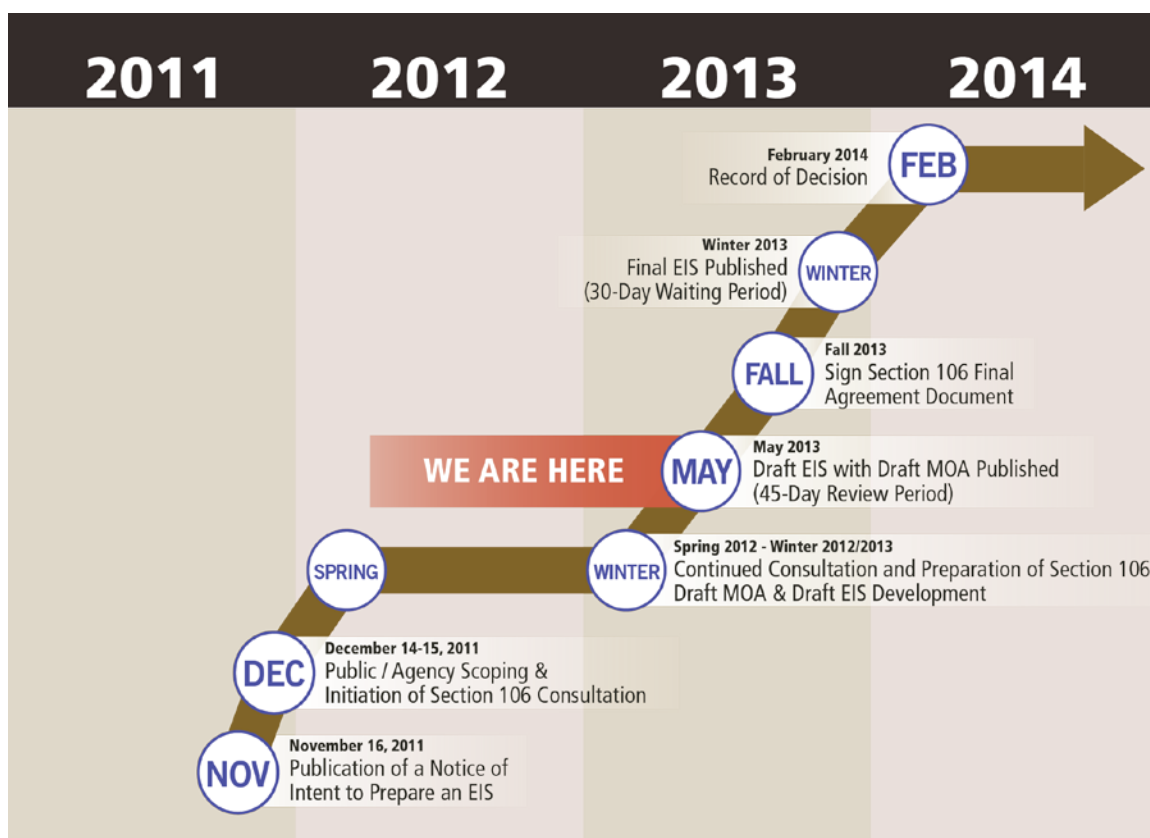 2011 2012 2013 2014
FEB
February 2014
Record of Decision
WINTER
Winter 2013
Final EIS Published
(30-Day Waiting Period)
FALL
Fall 2013
Sign Section 106 Final
Agreement Document
WE ARE HERE
MAY
May 2013
Draft EIS with Draft MOA Published
(45-Day Review Period)
SPRING
WINTER
Spring 2012 - Winter 2012/2013
Continued Consultation and Preparation of Section 106
Draft MOA & Draft EIS Development
DEC
December 14-15, 2011
Public / Agency Scoping &
Initiation of Section 106 Consultation
NOV
November 16, 2011
Publication of a Notice of
Intent to Prepare an EIS